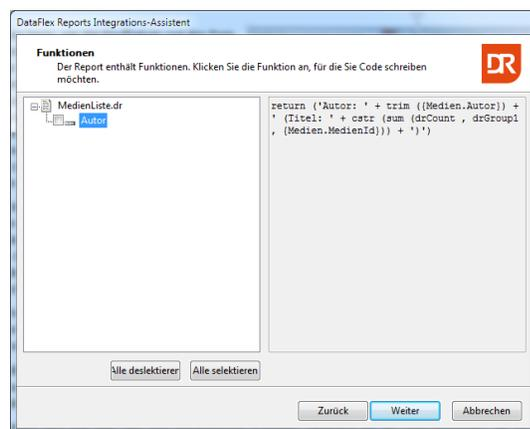 DataFlex Reports Integrations-Assistent
Funktionen
Der Report enthält Funktionen. Klicken Sie die Funktion an, für die Sie Code schreiben
möchten.
DR
MedienListe.dr
Autor
return ('Autor: ' + trim ({Medien.Autor}) +
' (Titel: ' + cstr (sum (drCount , drGroup1
, {Medien.MedienId})) + ')')
Alle deslektierer
Alle selektieren
Zurück
Weiter
Abbrechen